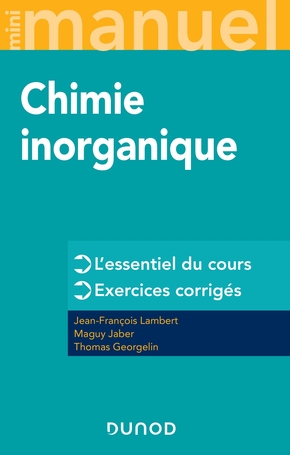 mini manuel
Chimie
inorganique
L'essentiel du cours
Exercices corrigés
Jean-François Lambert
Maguy Jaber
Thomas Georgelin
DUNOD